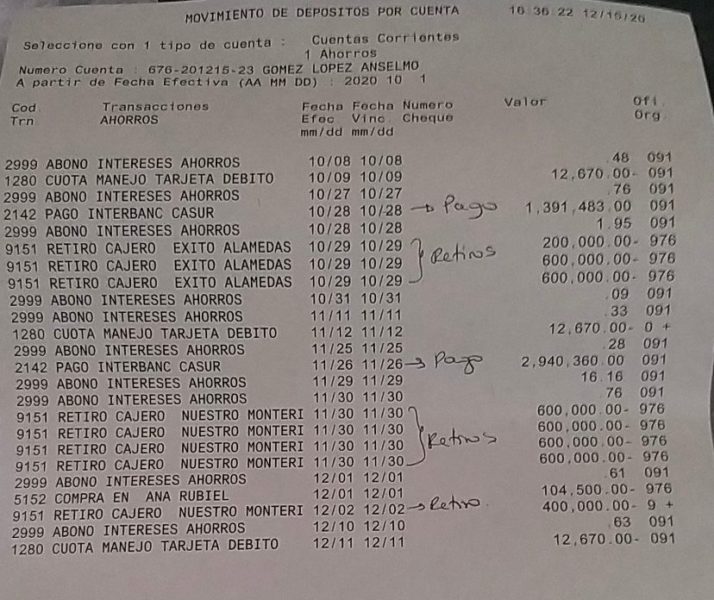 MOVIMIENTO DE DEPOSITOS POR CUENTA 16:36:22 12/15/20
Seleccione con 1 tipo de cuenta : Cuentas Corrientes
1 Ahorros
Numero Cuenta : 676-201215-23 GOMEZ LOPEZ ANSELMO
A partir de Fecha Efectiva (AA MM DD) : 2020 10 1
Cod. Transacciones Fecha Fecha Numero Valor Ofi.
Trn. AHORROS Efec Vinc. Cheque Org.
mm/dd mm/dd
2999 ABONO INTERESES AHORROS 10/08 10/08 .48 091
1280 CUOTA MANEJO TARJETA DEBITO 10/09 10/09 12,670.00- 091
2999 ABONO INTERESES AHORROS 10/27 10/27 .76 091
2142 PAGO INTERBANC CASUR 10/28 10/28 → Pago 1,391,483.00 091
2999 ABONO INTERESES AHORROS 10/28 10/28 1.95 091
9151 RETIRO CAJERO EXITO ALAMEDAS 10/29 10/29 200,000.00- 976
9151 RETIRO CAJERO EXITO ALAMEDAS 10/29 10/29 } Retiros 600,000.00- 976
9151 RETIRO CAJERO EXITO ALAMEDAS 10/29 10/29 600,000.00- 976
2999 ABONO INTERESES AHORROS 10/31 10/31 .09 091
2999 ABONO INTERESES AHORROS 11/11 11/11 .33 091
1280 CUOTA MANEJO TARJETA DEBITO 11/12 11/12 12,670.00- 0 +
2999 ABONO INTERESES AHORROS 11/25 11/25 .28 091
2142 PAGO INTERBANC CASUR 11/26 11/26 → Pago 2,940,360.00 091
2999 ABONO INTERESES AHORROS 11/29 11/29 16.16 091
2999 ABONO INTERESES AHORROS 11/30 11/30 .76 091
9151 RETIRO CAJERO NUESTRO MONTERI 11/30 11/30 600,000.00- 976
9151 RETIRO CAJERO NUESTRO MONTERI 11/30 11/30 600,000.00- 976
9151 RETIRO CAJERO NUESTRO MONTERI 11/30 11/30 } Retiros 600,000.00- 976
9151 RETIRO CAJERO NUESTRO MONTERI 11/30 11/30 600,000.00- 976
2999 ABONO INTERESES AHORROS 12/01 12/01 .61 091
5152 COMPRA EN ANA RUBIEL 12/01 12/01 104,500.00- 976
9151 RETIRO CAJERO NUESTRO MONTERI 12/02 12/02 → Retiro. 400,000.00- 9 +
2999 ABONO INTERESES AHORROS 12/10 12/10 .63 091
1280 CUOTA MANEJO TARJETA DEBITO 12/11 12/11 12,670.00- 091